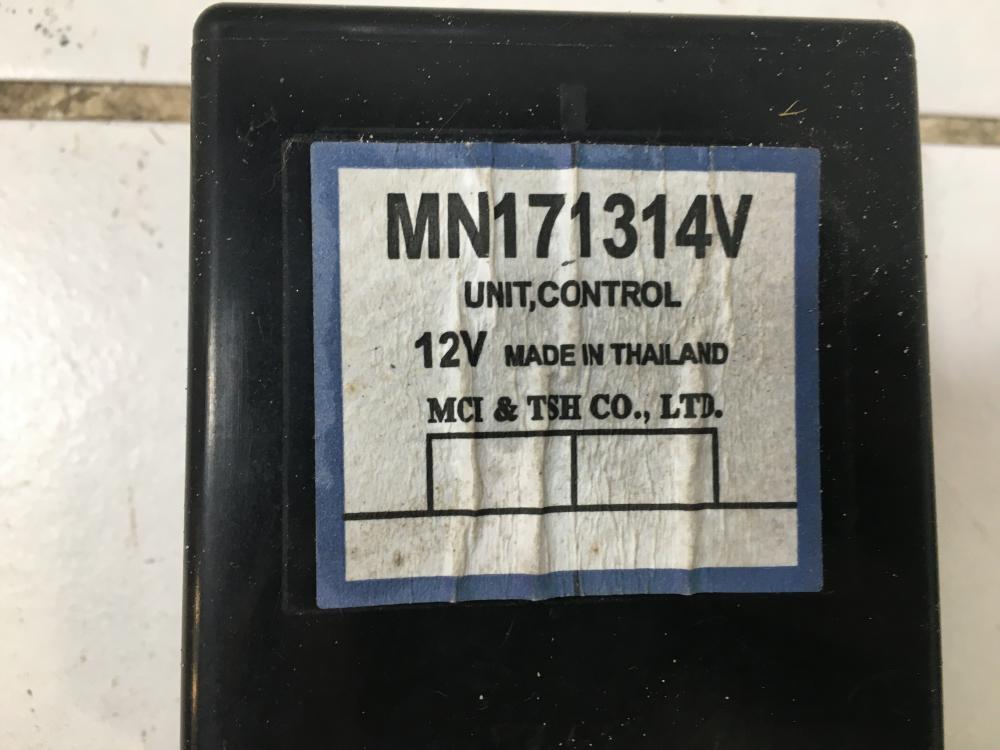 MN171314V
UNIT,CONTROL
12V MADE IN THAILAND
MCI & TSH CO., LTD.